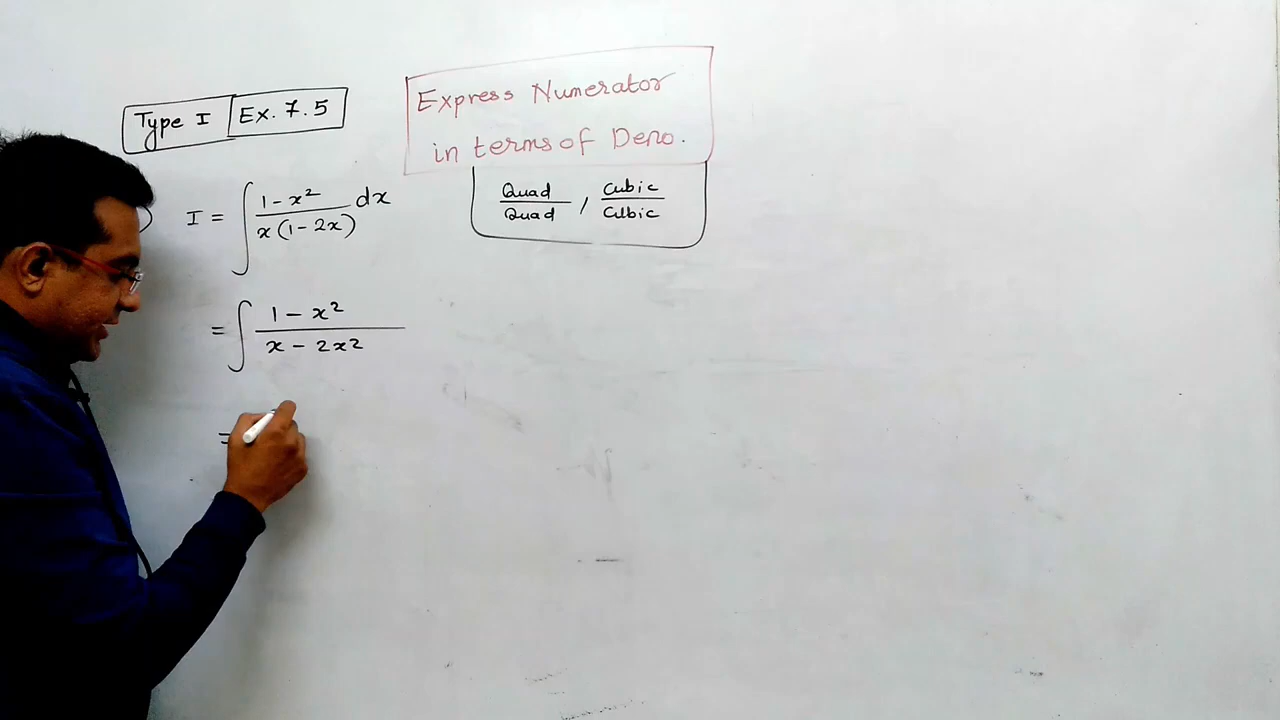 Type I Ex. 7.5
Express Numerator
in terms of Deno.
Quad / Quad , Cubic / Cubic
) I = ∫ 1 - x² / x(1-2x) dx
= ∫ 1 - x² / x - 2x2
=